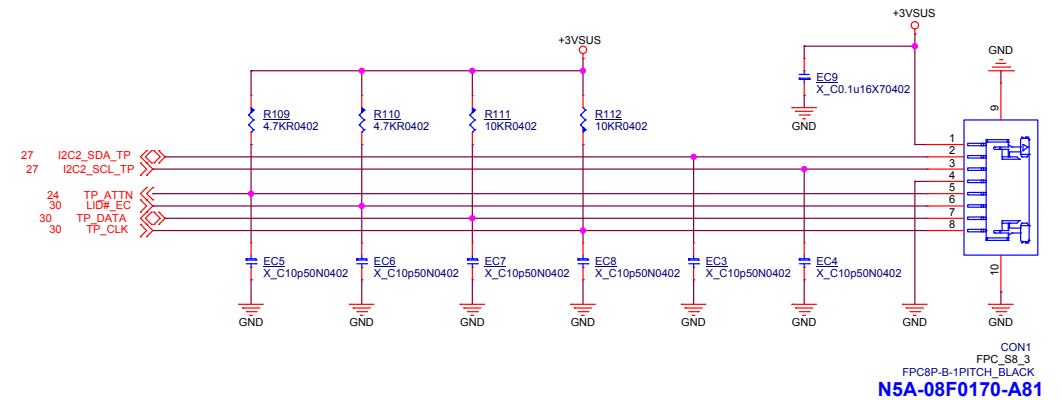 +3VSUS
+3VSUS
GND
EC9
X_C0.1u16X70402
GND
9
R109
4.7KR0402
R110
4.7KR0402
R111
10KR0402
R112
10KR0402
27 I2C2_SDA_TP
27 I2C2_SCL_TP
24 TP_ATTN
30 LID#_EC
30 TP_DATA
30 TP_CLK
1
2
3
4
5
6
7
8
EC5
X_C10p50N0402
EC6
X_C10p50N0402
EC7
X_C10p50N0402
EC8
X_C10p50N0402
EC3
X_C10p50N0402
EC4
X_C10p50N0402
10
GND GND GND GND GND GND GND GND
CON1
FPC_S8_3
FPC8P-B-1PITCH_BLACK
N5A-08F0170-A81